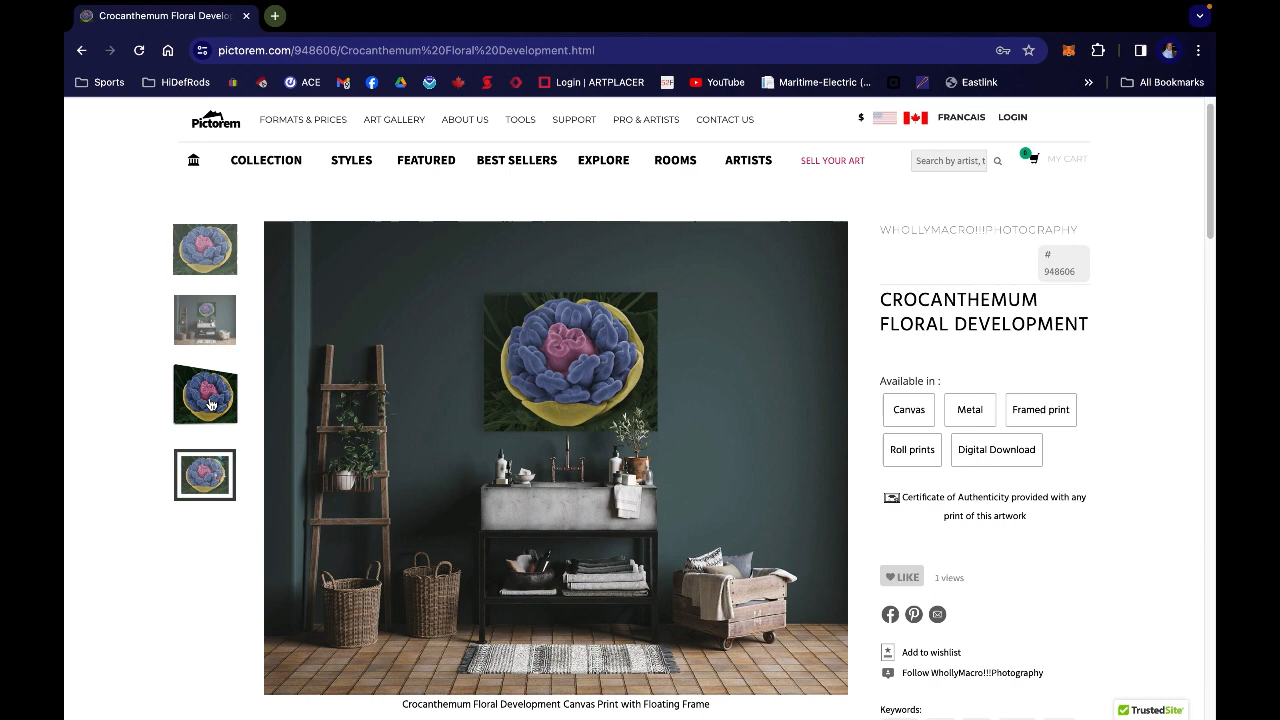 Crocanthemum Floral Develo
pictorem.com/948606/Crocanthemum%20Floral%20Development.html
Sports
HiDefRods
ACE
Login | ARTPLACER
YouTube
Maritime-Electric (...
Eastlink
»
All Bookmarks
Pictorem
FORMATS & PRICES
ART GALLERY
ABOUT US
TOOLS
SUPPORT
PRO & ARTISTS
CONTACT US
$
FRANCAIS
LOGIN
COLLECTION
STYLES
FEATURED
BEST SELLERS
EXPLORE
ROOMS
ARTISTS
SELL YOUR ART
Search by artist, t
0
MY CART
WHOLLYMACRO!!!PHOTOGRAPHY
#
948606
CROCANTHEMUM
FLORAL DEVELOPMENT
Available in :
Canvas
Metal
Framed print
Roll prints
Digital Download
Certificate of Authenticity provided with any
print of this artwork
LIKE
1 views
Add to wishlist
Follow WhollyMacro!!!Photography
Keywords:
Crocanthemum Floral Development Canvas Print with Floating Frame
TrustedSite